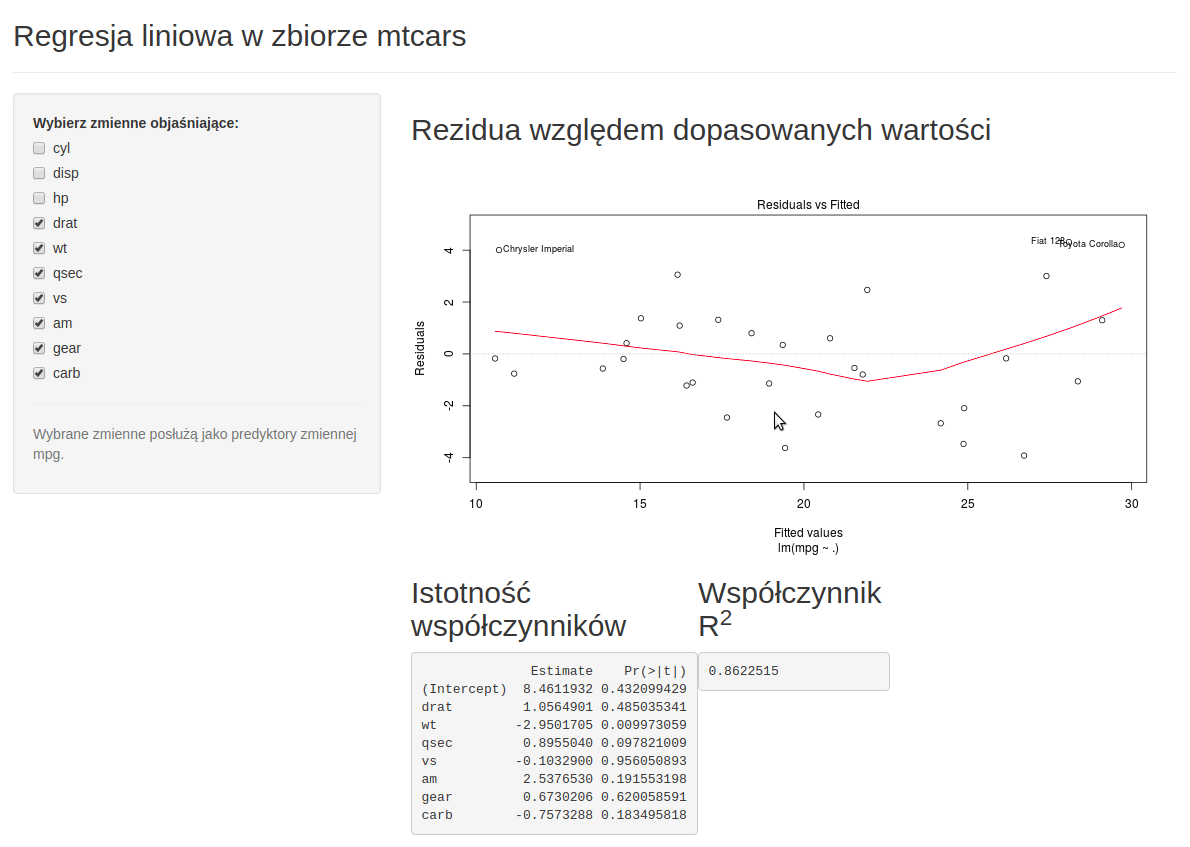 Regresja liniowa w zbiorze mtcars
Wybierz zmienne objaśniające:
cyl
disp
hp
drat
wt
qsec
vs
am
gear
carb
Wybrane zmienne posłużą jako predyktory zmiennej
mpg.
Rezidua względem dopasowanych wartości
Residuals vs Fitted
Residuals
4
2
0
-2
-4
Chrysler Imperial
Fiat 128
Toyota Corolla
10 15 20 25 30
Fitted values
lm(mpg ~ .)
Istotność
współczynników
Estimate Pr(>|t|)
(Intercept) 8.4611932 0.432099429
drat 1.0564901 0.485035341
wt -2.9501705 0.009973059
qsec 0.8955040 0.097821009
vs -0.1032900 0.956050893
am 2.5376530 0.191553198
gear 0.6730206 0.620058591
carb -0.7573288 0.183495818
Współczynnik
R²
0.8622515